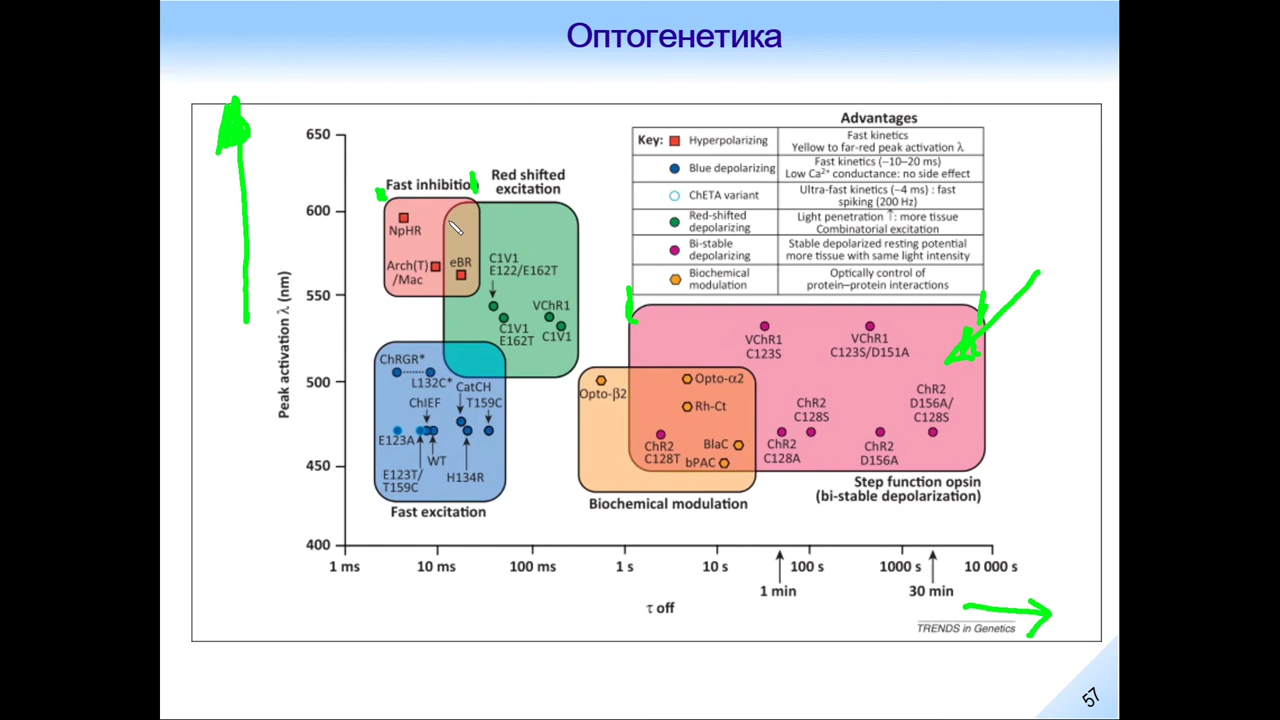 Оптогенетика
Advantages
Key: Hyperpolarizing
Fast kinetics
Yellow to far-red peak activation λ
Blue depolarizing
Fast kinetics (~10–20 ms)
Low Ca²⁺ conductance: no side effect
ChETA variant
Ultra-fast kinetics (~4 ms) : fast
spiking (200 Hz)
Red-shifted
depolarizing
Light penetration ↑: more tissue
Combinatorial excitation
Bi-stable
depolarizing
Stable depolarized resting potential
more tissue with same light intensity
Biochemical
modulation
Optically control of
protein–protein interactions
Peak activation λ (nm)
650
600
550
500
450
400
Fast inhibition
Red shifted
excitation
NpHR
Arch(T)
/Mac
eBR
C1V1
E122/E162T
C1V1
E162T
VChR1
C1V1
ChRGR*
L132C*
CatCH
ChIEF
T159C
E123A
WT
E123T/
T159C
H134R
Fast excitation
Opto-β2
Opto-α2
Rh-Ct
ChR2
C128T
BlaC
bPAC
Biochemical modulation
VChR1
C123S
VChR1
C123S/D151A
ChR2
C128A
ChR2
C128S
ChR2
D156A
ChR2
D156A/
C128S
Step function opsin
(bi-stable depolarization)
1 ms
10 ms
100 ms
1 s
10 s
100 s
1000 s
10 000 s
1 min
30 min
τ off
TRENDS in Genetics
57